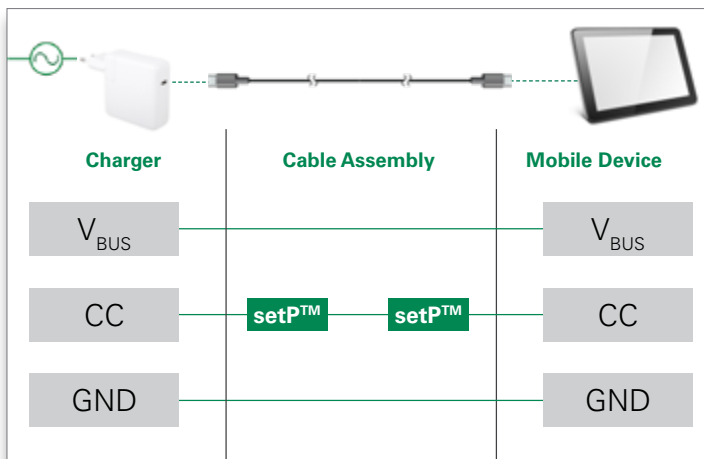 Charger Cable Assembly Mobile Device
VBUS VBUS
CC setP™ setP™ CC
GND GND